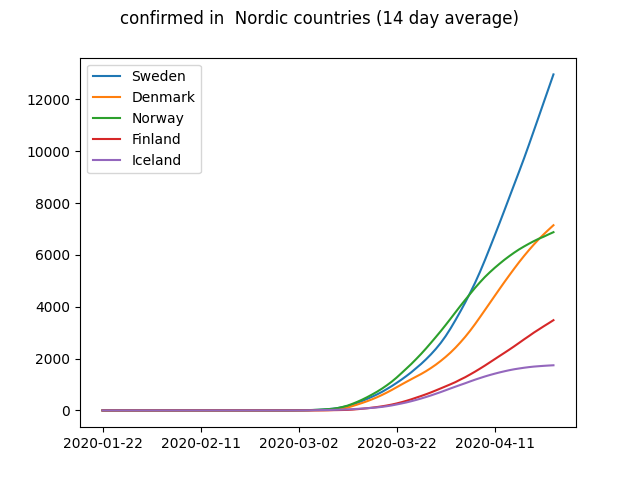 confirmed in  Nordic countries (14 day average)
Sweden
Denmark
Norway
Finland
Iceland
12000
10000
8000
6000
4000
2000
0
2020-01-22 2020-02-11 2020-03-02 2020-03-22 2020-04-11